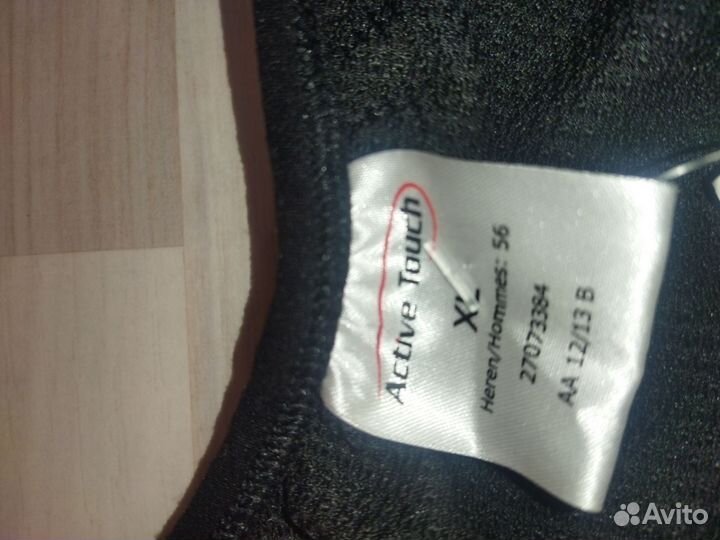 Active Touch
XL
Heren/Hommes: 56
27073384
AA 12/13 B
Avito